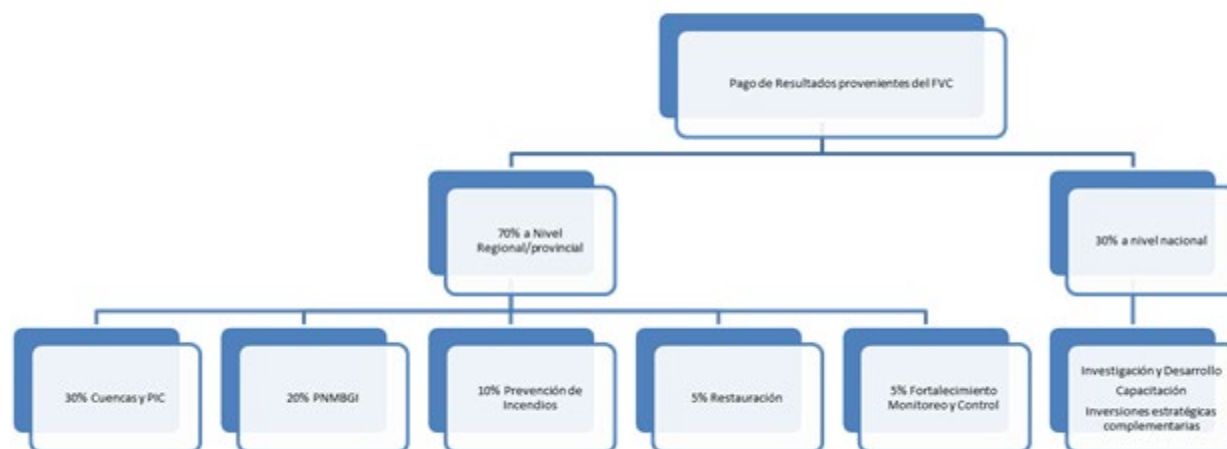 Pago de Resultados provenientes del FVC
70% a Nivel
Regional/provincial
30% a nivel nacional
30% Cuencas y PIC
20% PNMBGI
10% Prevención de
Incendios
5% Restauración
5% Fortalecimiento
Monitoreo y Control
Investigación y Desarrollo
Capacitación
Inversiones estratégicas
complementarias